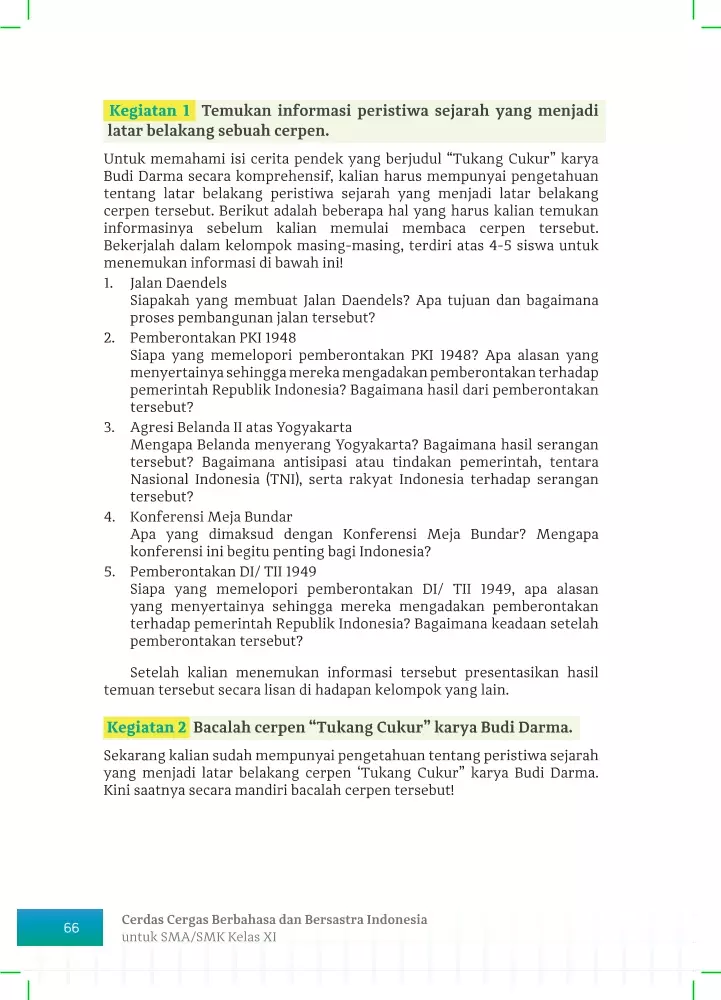 Kegiatan 1 Temukan informasi peristiwa sejarah yang menjadi
latar belakang sebuah cerpen.
Untuk memahami isi cerita pendek yang berjudul “Tukang Cukur” karya
Budi Darma secara komprehensif, kalian harus mempunyai pengetahuan
tentang latar belakang peristiwa sejarah yang menjadi latar belakang
cerpen tersebut. Berikut adalah beberapa hal yang harus kalian temukan
informasinya sebelum kalian memulai membaca cerpen tersebut.
Bekerjalah dalam kelompok masing-masing, terdiri atas 4-5 siswa untuk
menemukan informasi di bawah ini!
1. Jalan Daendels
Siapakah yang membuat Jalan Daendels? Apa tujuan dan bagaimana
proses pembangunan jalan tersebut?
2. Pemberontakan PKI 1948
Siapa yang memelopori pemberontakan PKI 1948? Apa alasan yang
menyertainya sehingga mereka mengadakan pemberontakan terhadap
pemerintah Republik Indonesia? Bagaimana hasil dari pemberontakan
tersebut?
3. Agresi Belanda II atas Yogyakarta
Mengapa Belanda menyerang Yogyakarta? Bagaimana hasil serangan
tersebut? Bagaimana antisipasi atau tindakan pemerintah, tentara
Nasional Indonesia (TNI), serta rakyat Indonesia terhadap serangan
tersebut?
4. Konferensi Meja Bundar
Apa yang dimaksud dengan Konferensi Meja Bundar? Mengapa
konferensi ini begitu penting bagi Indonesia?
5. Pemberontakan DI/ TII 1949
Siapa yang memelopori pemberontakan DI/ TII 1949, apa alasan
yang menyertainya sehingga mereka mengadakan pemberontakan
terhadap pemerintah Republik Indonesia? Bagaimana keadaan setelah
pemberontakan tersebut?
Setelah kalian menemukan informasi tersebut presentasikan hasil
temuan tersebut secara lisan di hadapan kelompok yang lain.
Kegiatan 2 Bacalah cerpen “Tukang Cukur” karya Budi Darma.
Sekarang kalian sudah mempunyai pengetahuan tentang peristiwa sejarah
yang menjadi latar belakang cerpen ‘Tukang Cukur” karya Budi Darma.
Kini saatnya secara mandiri bacalah cerpen tersebut!
66
Cerdas Cergas Berbahasa dan Bersastra Indonesia
untuk SMA/SMK Kelas XI